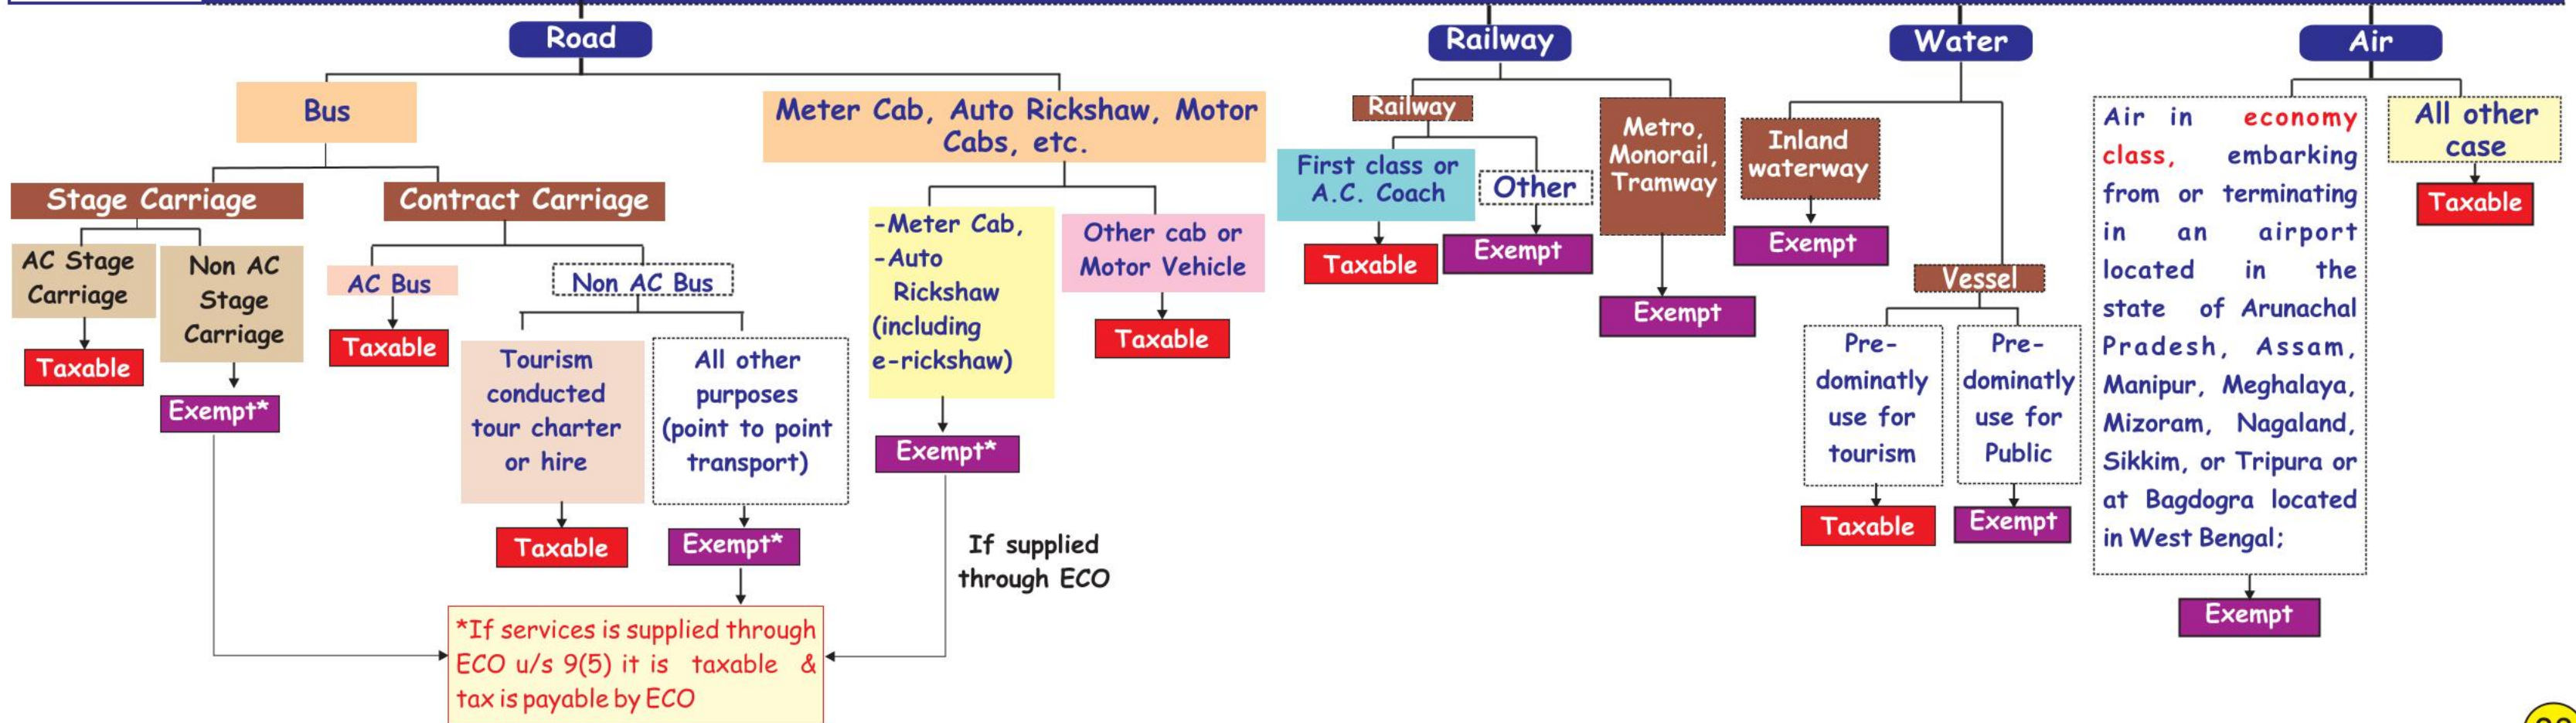 Road
Bus
Stage Carriage
AC Stage
Carriage
Taxable
Non AC
Stage
Carriage
Exempt*
Contract Carriage
AC Bus
Taxable
Non AC Bus
Tourism
conducted
tour charter
or hire
Taxable
All other
purposes
(point to point
transport)
Exempt*
Meter Cab, Auto Rickshaw, Motor
Cabs, etc.
-Meter Cab,
-Auto
Rickshaw
(including
e-rickshaw)
Exempt*
Other cab or
Motor Vehicle
Taxable
If supplied
through ECO
*If services is supplied through
ECO u/s 9(5) it is taxable &
tax is payable by ECO
Railway
Railway
First class or
A.C. Coach
Taxable
Other
Exempt
Metro,
Monorail,
Tramway
Exempt
Water
Inland
waterway
Exempt
Vessel
Pre-
dominatly
use for
tourism
Taxable
Pre-
dominatly
use for
Public
Exempt
Air
Air in economy
class, embarking
from or terminating
in an airport
located in the
state of Arunachal
Pradesh, Assam,
Manipur, Meghalaya,
Mizoram, Nagaland,
Sikkim, or Tripura or
at Bagdogra located
in West Bengal;
Exempt
All other
case
Taxable